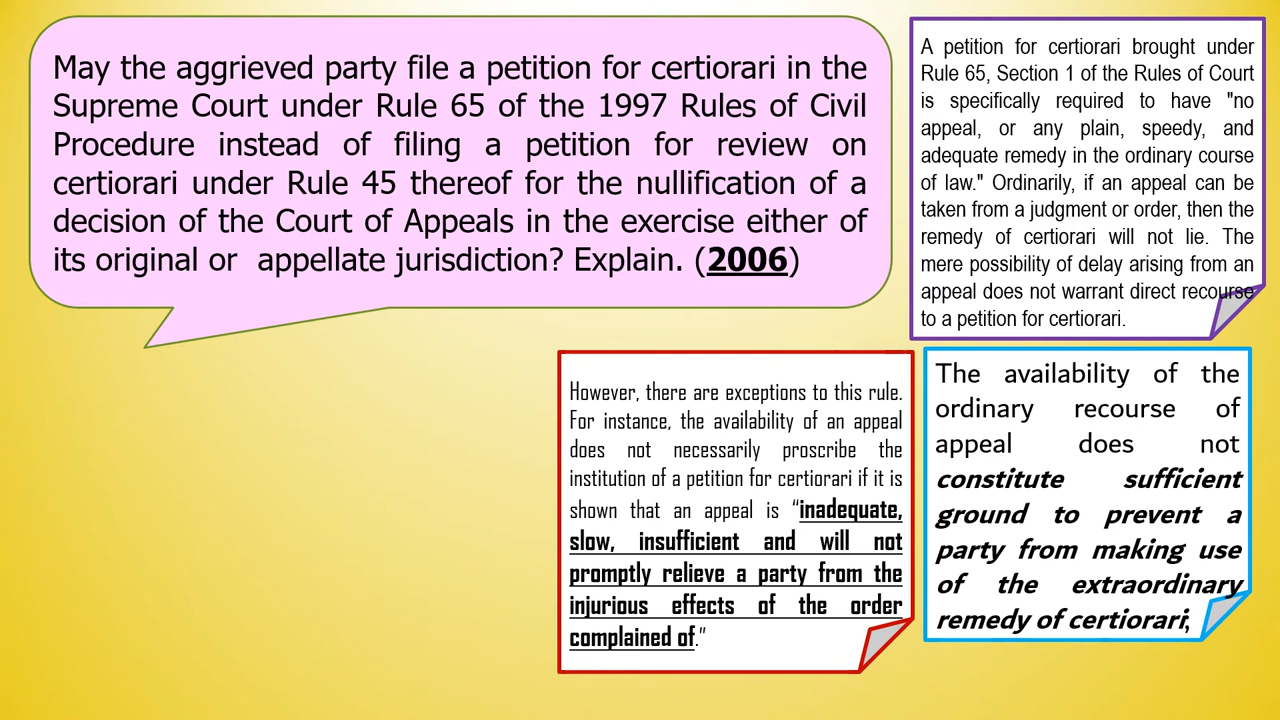 May the aggrieved party file a petition for certiorari in the
Supreme Court under Rule 65 of the 1997 Rules of Civil
Procedure instead of filing a petition for review on
certiorari under Rule 45 thereof for the nullification of a
decision of the Court of Appeals in the exercise either of
its original or appellate jurisdiction? Explain. (2006)
A petition for certiorari brought under
Rule 65, Section 1 of the Rules of Court
is specifically required to have "no
appeal, or any plain, speedy, and
adequate remedy in the ordinary course
of law." Ordinarily, if an appeal can be
taken from a judgment or order, then the
remedy of certiorari will not lie. The
mere possibility of delay arising from an
appeal does not warrant direct recourse
to a petition for certiorari.
However, there are exceptions to this rule.
For instance, the availability of an appeal
does not necessarily proscribe the
institution of a petition for certiorari if it is
shown that an appeal is “inadequate,
slow, insufficient and will not
promptly relieve a party from the
injurious effects of the order
complained of.”
The availability of the
ordinary recourse of
appeal does not
constitute sufficient
ground to prevent a
party from making use
of the extraordinary
remedy of certiorari;